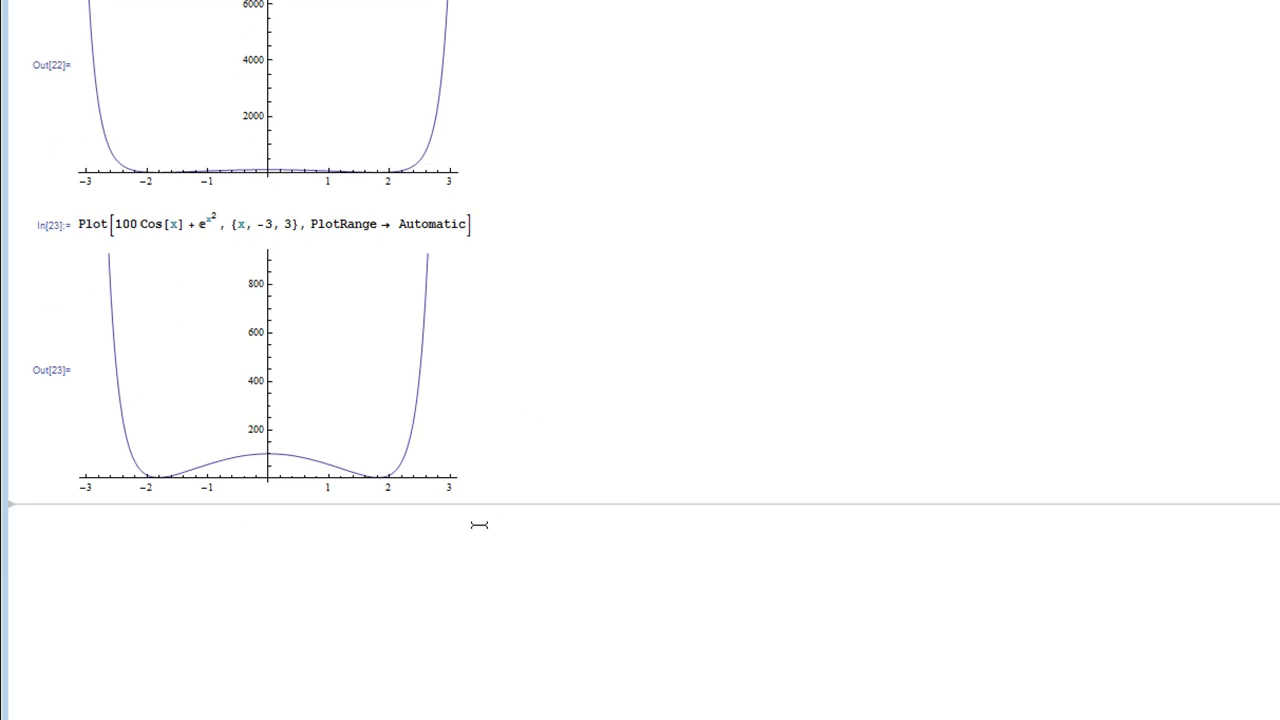 6000
4000
Out[22]=
2000
−3 −2 −1 1 2 3
In[23]:= Plot[100 Cos[x] + e^x^2, {x, -3, 3}, PlotRange → Automatic]
800
600
400
Out[23]=
200
−3 −2 −1 1 2 3